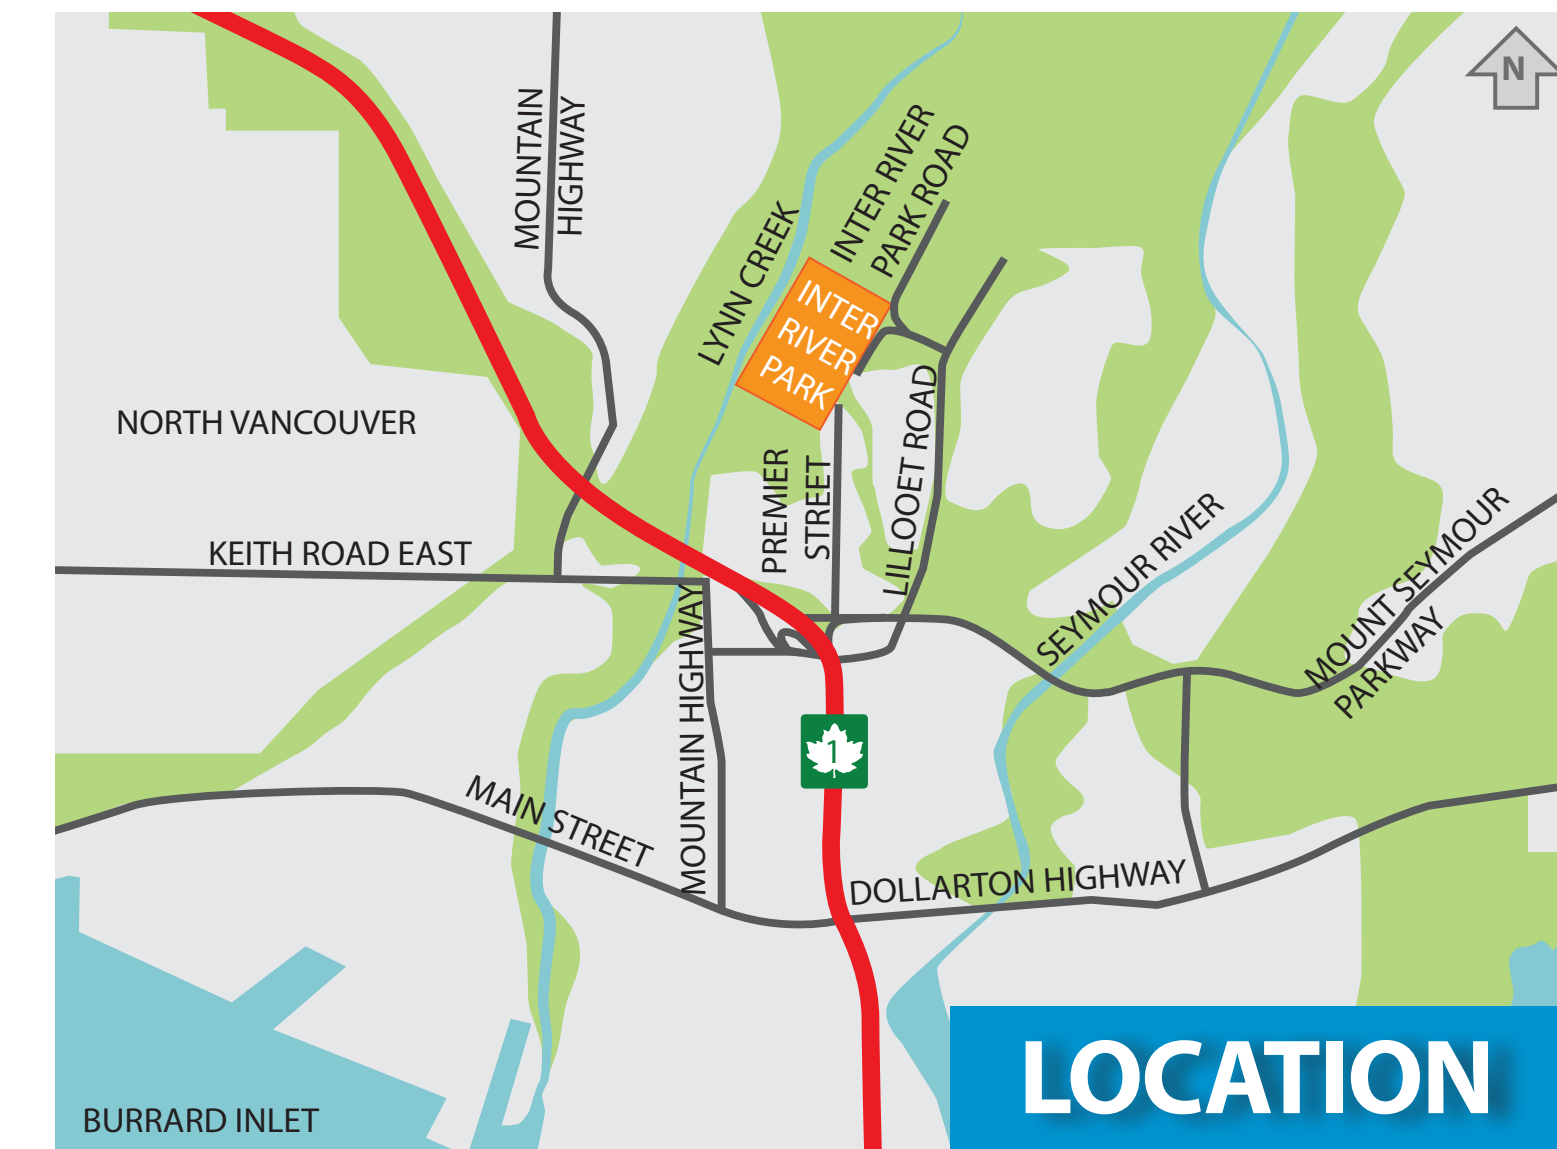 N
MOUNTAIN
HIGHWAY
INTER RIVER
PARK ROAD
LYNN CREEK
INTER
RIVER
PARK
NORTH VANCOUVER
PREMIER
STREET
LILLOOET ROAD
KEITH ROAD EAST
SEYMOUR RIVER
MOUNT SEYMOUR
PARKWAY
MOUNTAIN HIGHWAY
1
MAIN STREET
DOLLARTON HIGHWAY
BURRARD INLET
LOCATION